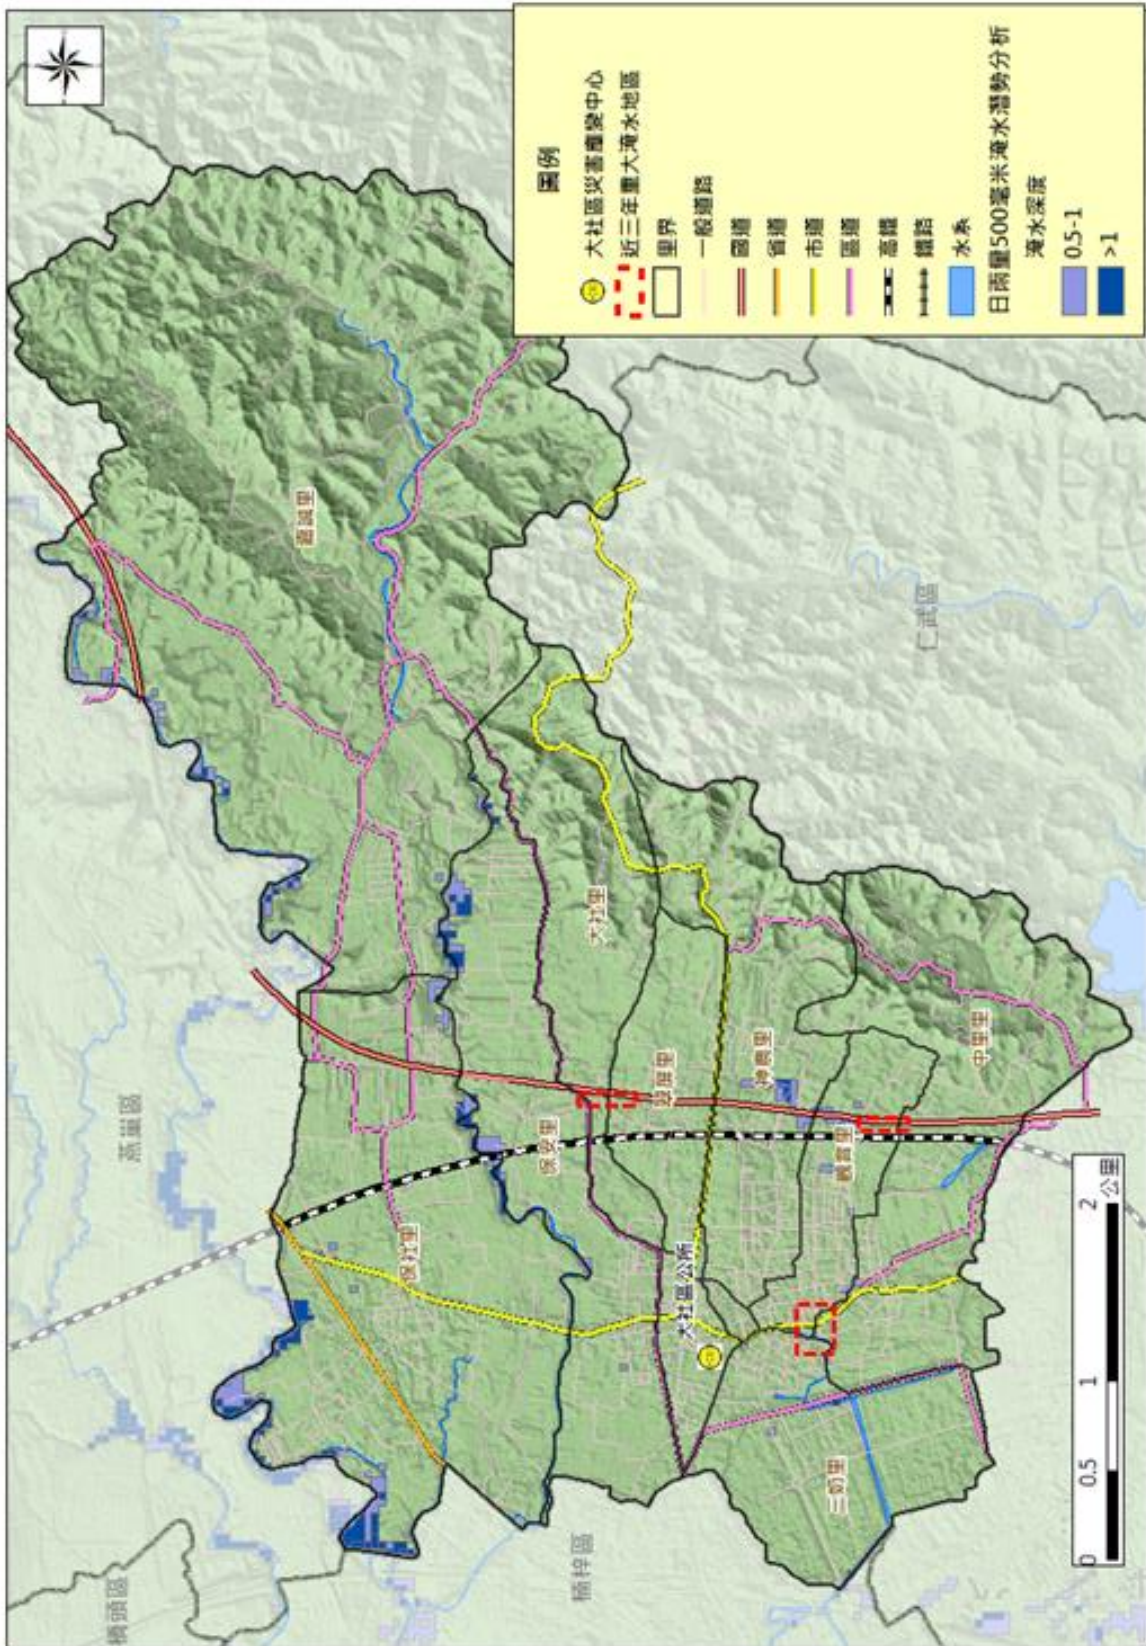 圖例
大社區災害應變中心
近三年重大淹水地區
里界
一般道路
國道
省道
市道
區道
高鐵
鐵路
水系
日雨量500毫米淹水潛勢分析
淹水深度
0.5-1
>1
嘉誠里
燕巢區
仁武區
大社里
翠屏里
神農里
中里里
保安里
觀音里
保社里
大社區公所
三奶里
楠梓區
橋頭區
0
0.5
1
2
公里